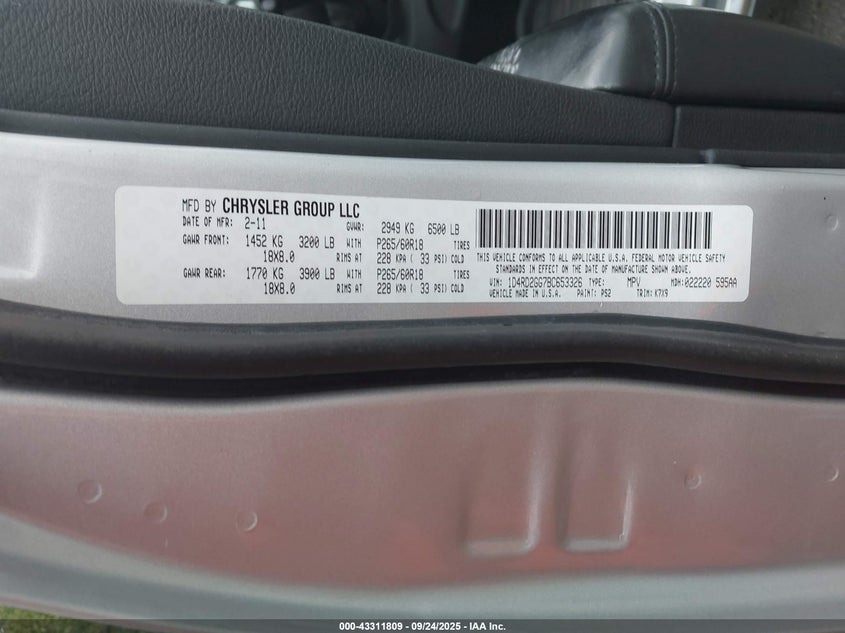 MFD BY CHRYSLER GROUP LLC
DATE OF MFR: 2-11 GVWR: 2949 KG 6500 LB
GAWR FRONT: 1452 KG 3200 LB WITH P265/60R18 TIRES
18X8.0 RIMS AT 228 KPA ( 33 PSI) COLD
GAWR REAR: 1770 KG 3900 LB WITH P265/60R18 TIRES
18X8.0 RIMS AT 228 KPA ( 33 PSI) COLD
THIS VEHICLE CONFORMS TO ALL APPLICABLE U.S.A. FEDERAL MOTOR VEHICLE SAFETY
STANDARDS IN EFFECT ON THE DATE OF MANUFACTURE SHOWN ABOVE.
VIN: 1D4RD2GG7BC653326 TYPE: MPV MDH: 022220 595AA
VEHICLE MADE IN U.S.A. PAINT: PS2 TRIM: K7X9
000-43311809 - 09/24/2025 - IAA Inc.